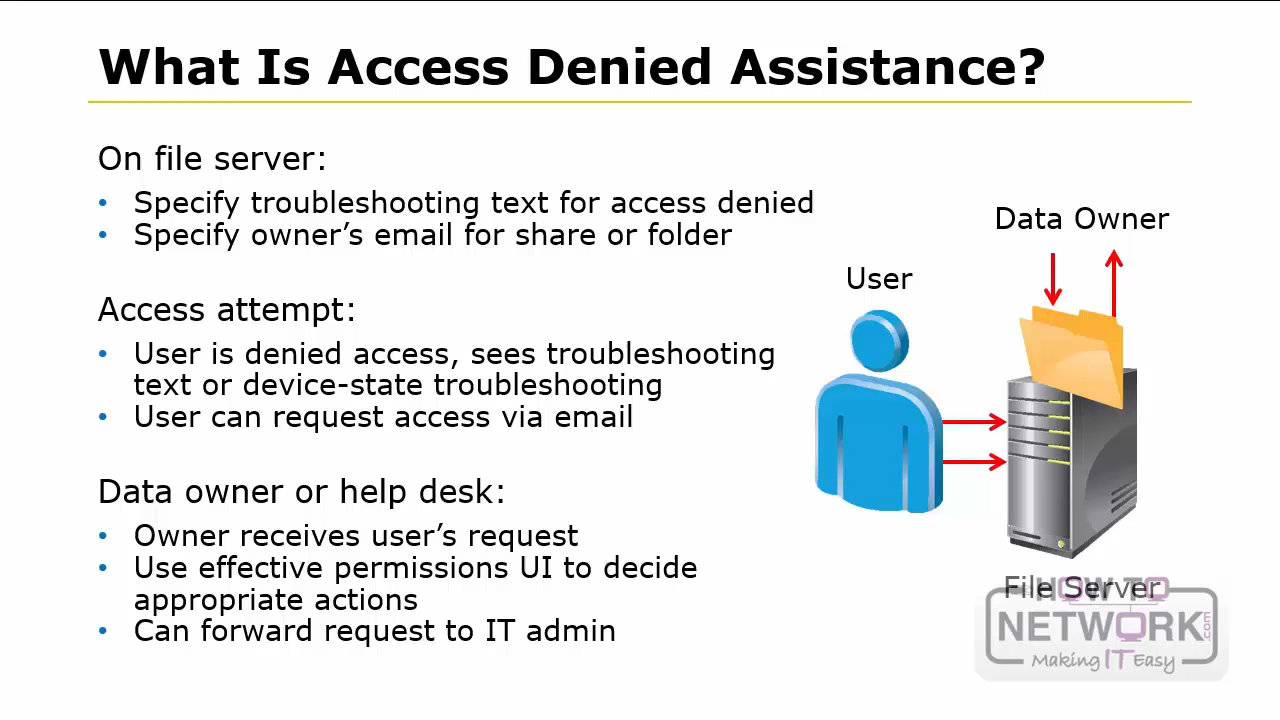 What Is Access Denied Assistance?
On file server:
• Specify troubleshooting text for access denied
• Specify owner’s email for share or folder
Access attempt:
• User is denied access, sees troubleshooting
text or device-state troubleshooting
• User can request access via email
Data owner or help desk:
• Owner receives user’s request
• Use effective permissions UI to decide
appropriate actions
• Can forward request to IT admin
Data Owner
User
File Server
HOW TO
NETWORK.com
Making IT Easy